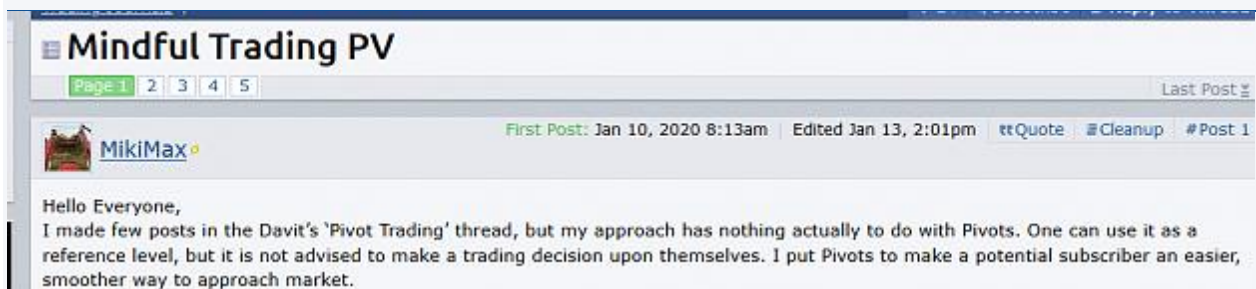 Mindful Trading PV
Page 1 2 3 4 5
Last Post
MikiMax
First Post: Jan 10, 2020 8:13am Edited Jan 13, 2:01pm Quote Cleanup #Post 1
Hello Everyone,
I made few posts in the Davit’s ‘Pivot Trading’ thread, but my approach has nothing actually to do with Pivots. One can use it as a
reference level, but it is not advised to make a trading decision upon themselves. I put Pivots to make a potential subscriber an easier,
smoother way to approach market.